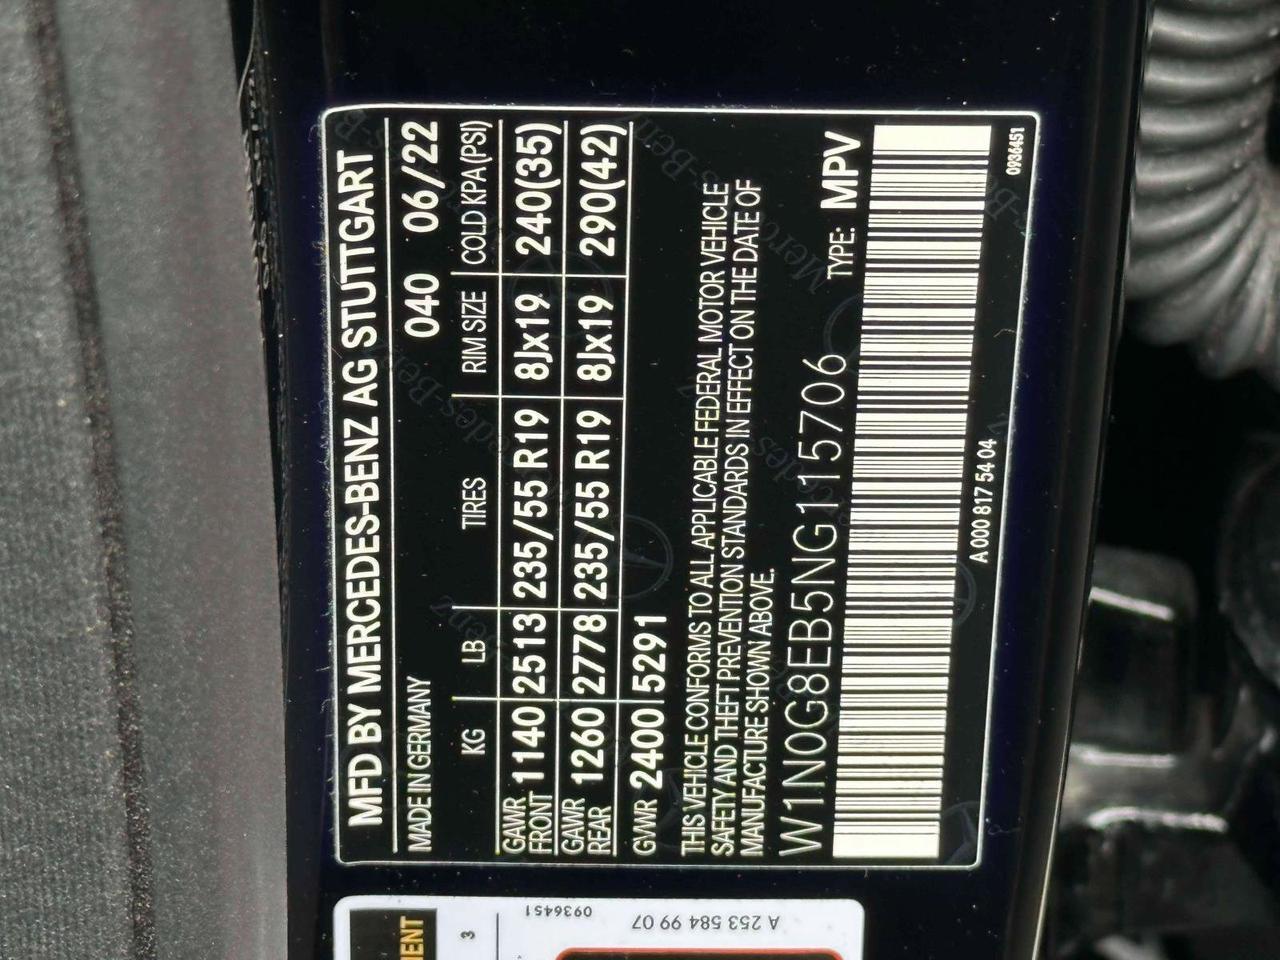 MFD BY MERCEDES-BENZ AG STUTTGART
MADE IN GERMANY 040 06/22
KG LB TIRES RIM SIZE COLD KPA(PSI)
GAWR FRONT 1140 2513 235/55 R19 8Jx19 240(35)
GAWR REAR 1260 2778 235/55 R19 8Jx19 290(42)
GVWR 2400 5291
THIS VEHICLE CONFORMS TO ALL APPLICABLE FEDERAL MOTOR VEHICLE
SAFETY AND THEFT PREVENTION STANDARDS IN EFFECT ON THE DATE OF
MANUFACTURE SHOWN ABOVE.
W1N0G8EB5NG115706 TYPE: MPV
A 000 817 54 04 0936451
3
0936451
A 253 584 99 07